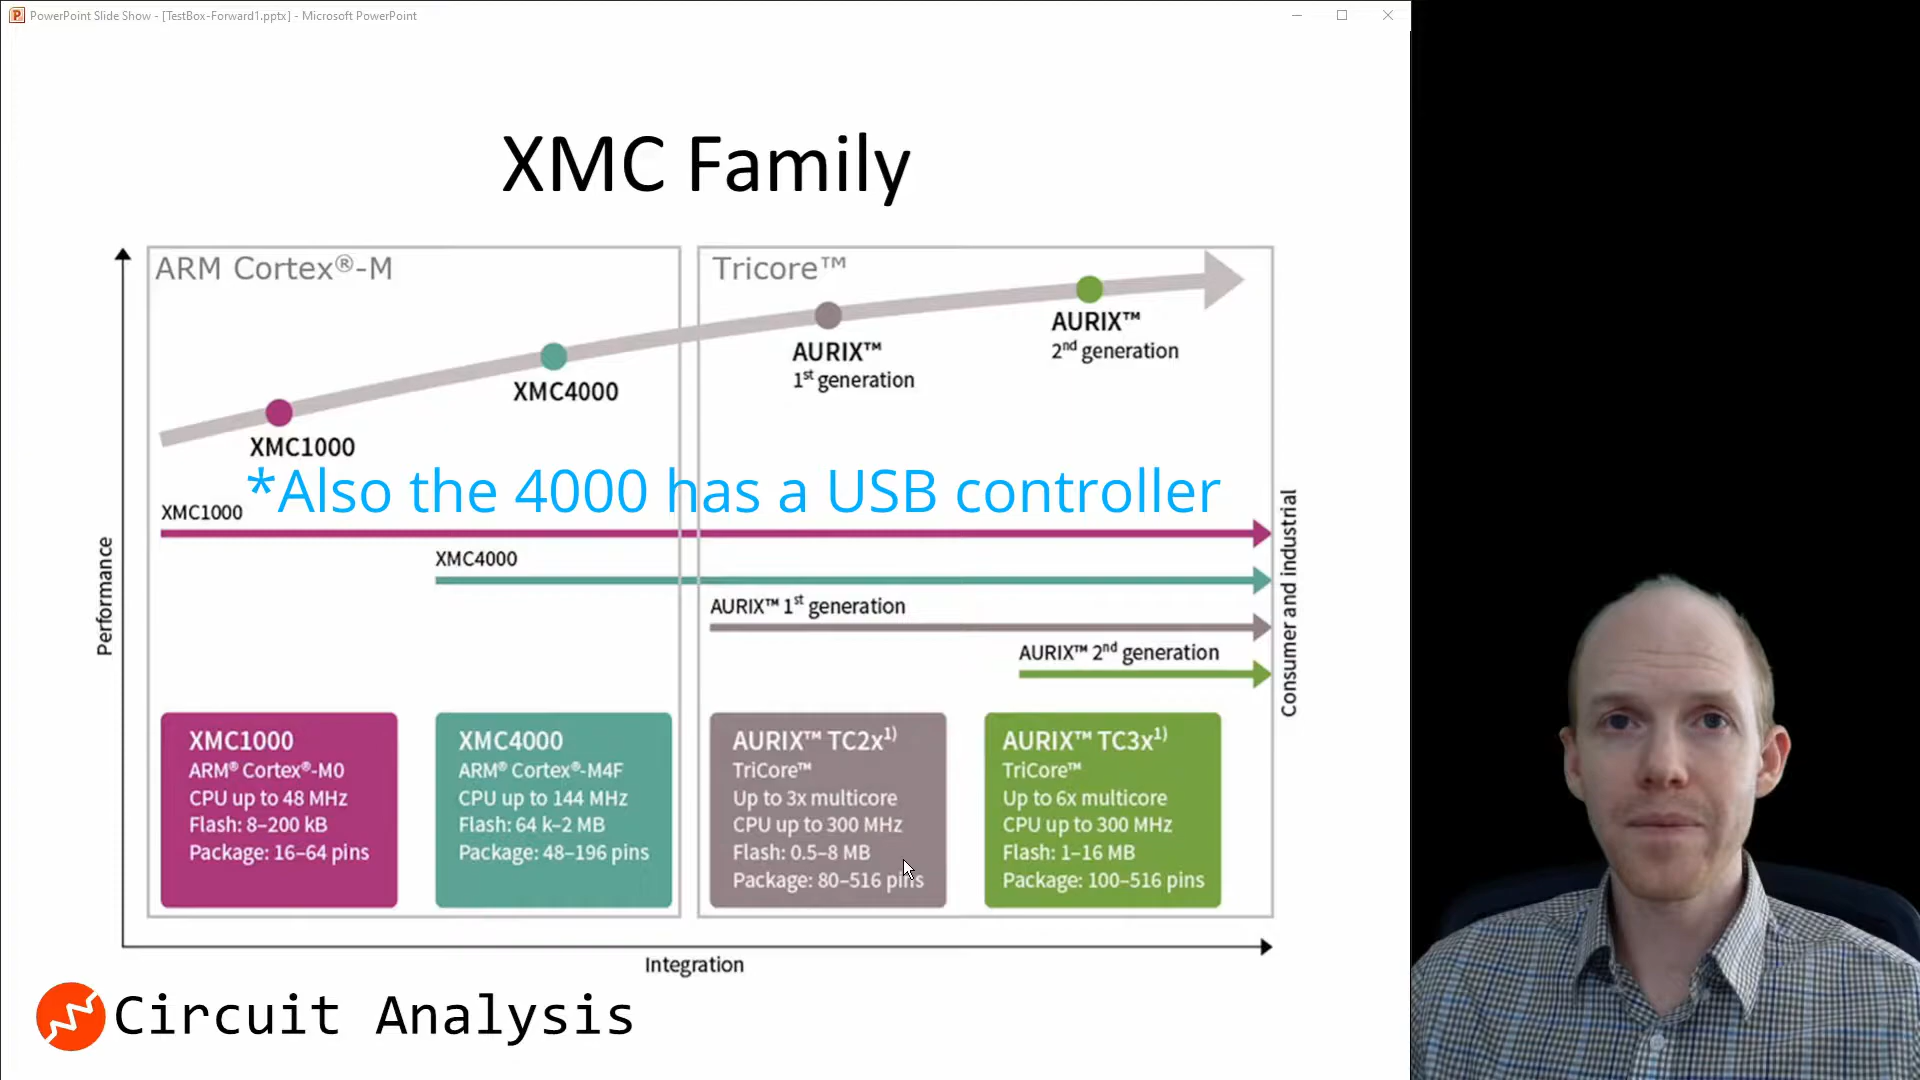 PowerPoint Slide Show - [TestBox-Forward1.pptx] - Microsoft PowerPoint
XMC Family
ARM Cortex®-M
Tricore™
AURIX™
2nd generation
AURIX™
1st generation
XMC4000
XMC1000
*Also the 4000 has a USB controller
XMC1000
XMC4000
AURIX™ 1st generation
AURIX™ 2nd generation
Performance
Consumer and industrial
XMC1000
ARM® Cortex®-M0
CPU up to 48 MHz
Flash: 8–200 kB
Package: 16–64 pins
XMC4000
ARM® Cortex®-M4F
CPU up to 144 MHz
Flash: 64 k–2 MB
Package: 48–196 pins
AURIX™ TC2x1)
TriCore™
Up to 3x multicore
CPU up to 300 MHz
Flash: 0.5–8 MB
Package: 80–516 pins
AURIX™ TC3x1)
TriCore™
Up to 6x multicore
CPU up to 300 MHz
Flash: 1–16 MB
Package: 100–516 pins
Integration
Circuit Analysis